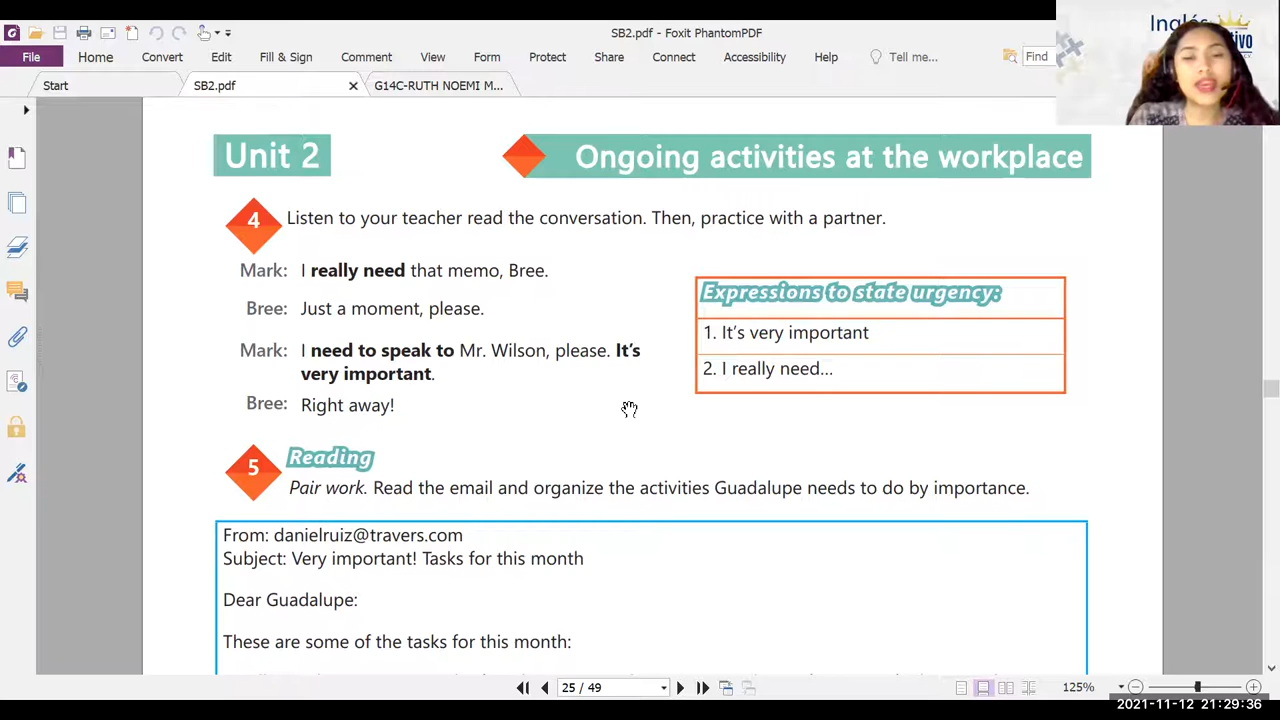 SB2.pdf - Foxit PhantomPDF
Inglés
File Home Convert Edit Fill & Sign Comment View Form Protect Share Connect Accessibility Help Tell me... Find
Start SB2.pdf G14C-RUTH NOEMI M...
Unit 2 Ongoing activities at the workplace
4 Listen to your teacher read the conversation. Then, practice with a partner.
Mark: I really need that memo, Bree.
Bree: Just a moment, please.
Mark: I need to speak to Mr. Wilson, please. It's
very important.
Bree: Right away!
Expressions to state urgency:
1. It's very important
2. I really need...
5 Reading
Pair work. Read the email and organize the activities Guadalupe needs to do by importance.
From: danielruiz@travers.com
Subject: Very important! Tasks for this month
Dear Guadalupe:
These are some of the tasks for this month:
25 / 49
125%
2021-11-12 21:29:36